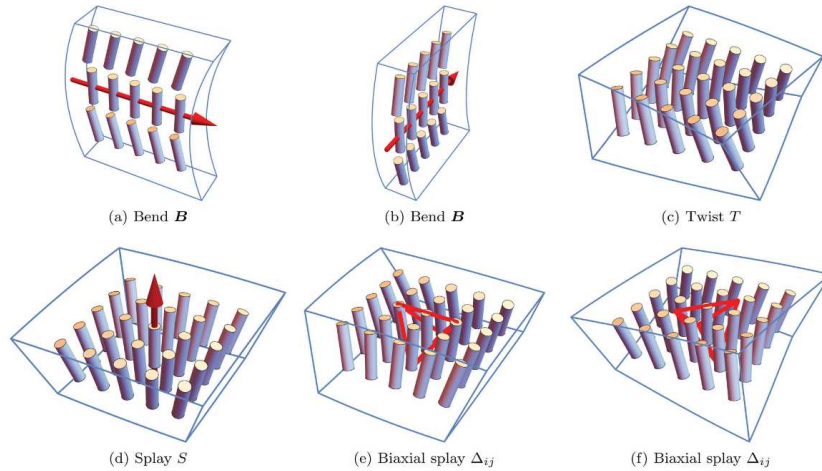 (a) Bend B
(b) Bend B
(c) Twist T
(d) Splay S
(e) Biaxial splay Δij
(f) Biaxial splay Δij